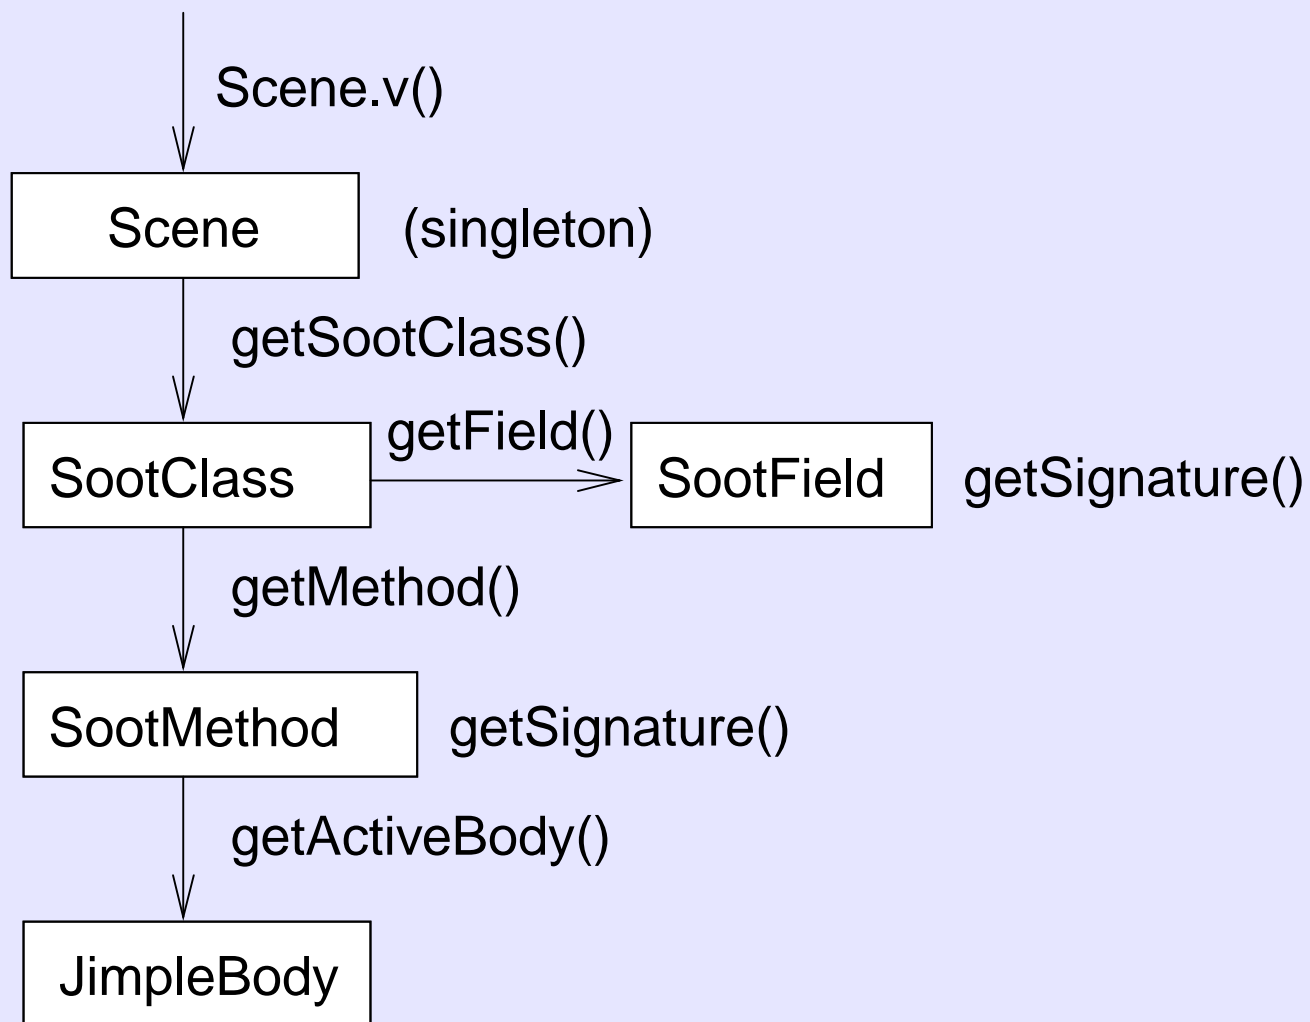 Scene.v()
Scene (singleton)
getSootClass()
getField()
SootClass SootField getSignature()
getMethod()
SootMethod getSignature()
getActiveBody()
JimpleBody